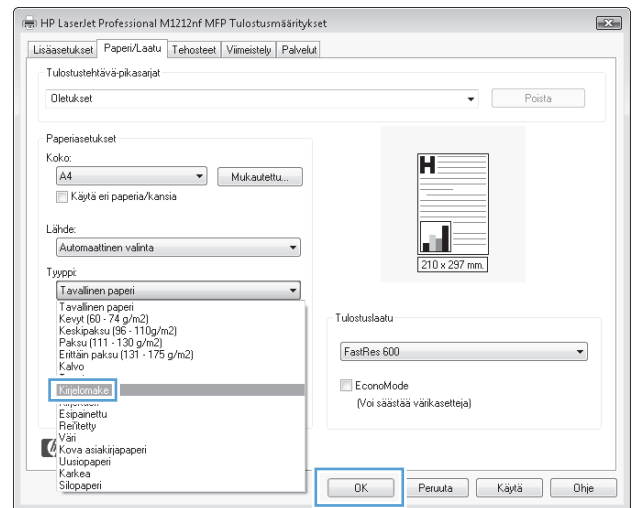 HP LaserJet Professional M1212nf MFP Tulostusmääritykset
Lisäasetukset Paperi/Laatu Tehosteet Viimeistely Palvelut
Tulostustehtävä-pikasarjat
Oletukset
Poista
Paperiasetukset
Koko:
A4
Mukautettu...
Käytä eri paperia/kansia
Lähde:
Automaattinen valinta
Tyyppi:
Tavallinen paperi
Tavallinen paperi
Kevyt (60 - 74 g/m2)
Keskipaksu (96 - 110g/m2)
Paksu (111 - 130 g/m2)
Erittäin paksu (131 - 175 g/m2)
Kalvo
Kirjelomake
Esipainettu
Rei'itetty
Väri
Kova asiakirjapaperi
Uusiopaperi
Karkea
Silopaperi
H
210 x 297 mm.
Tulostuslaatu
FastRes 600
EconoMode
(Voi säästää värikasetteja)
OK Peruuta Käytä Ohje